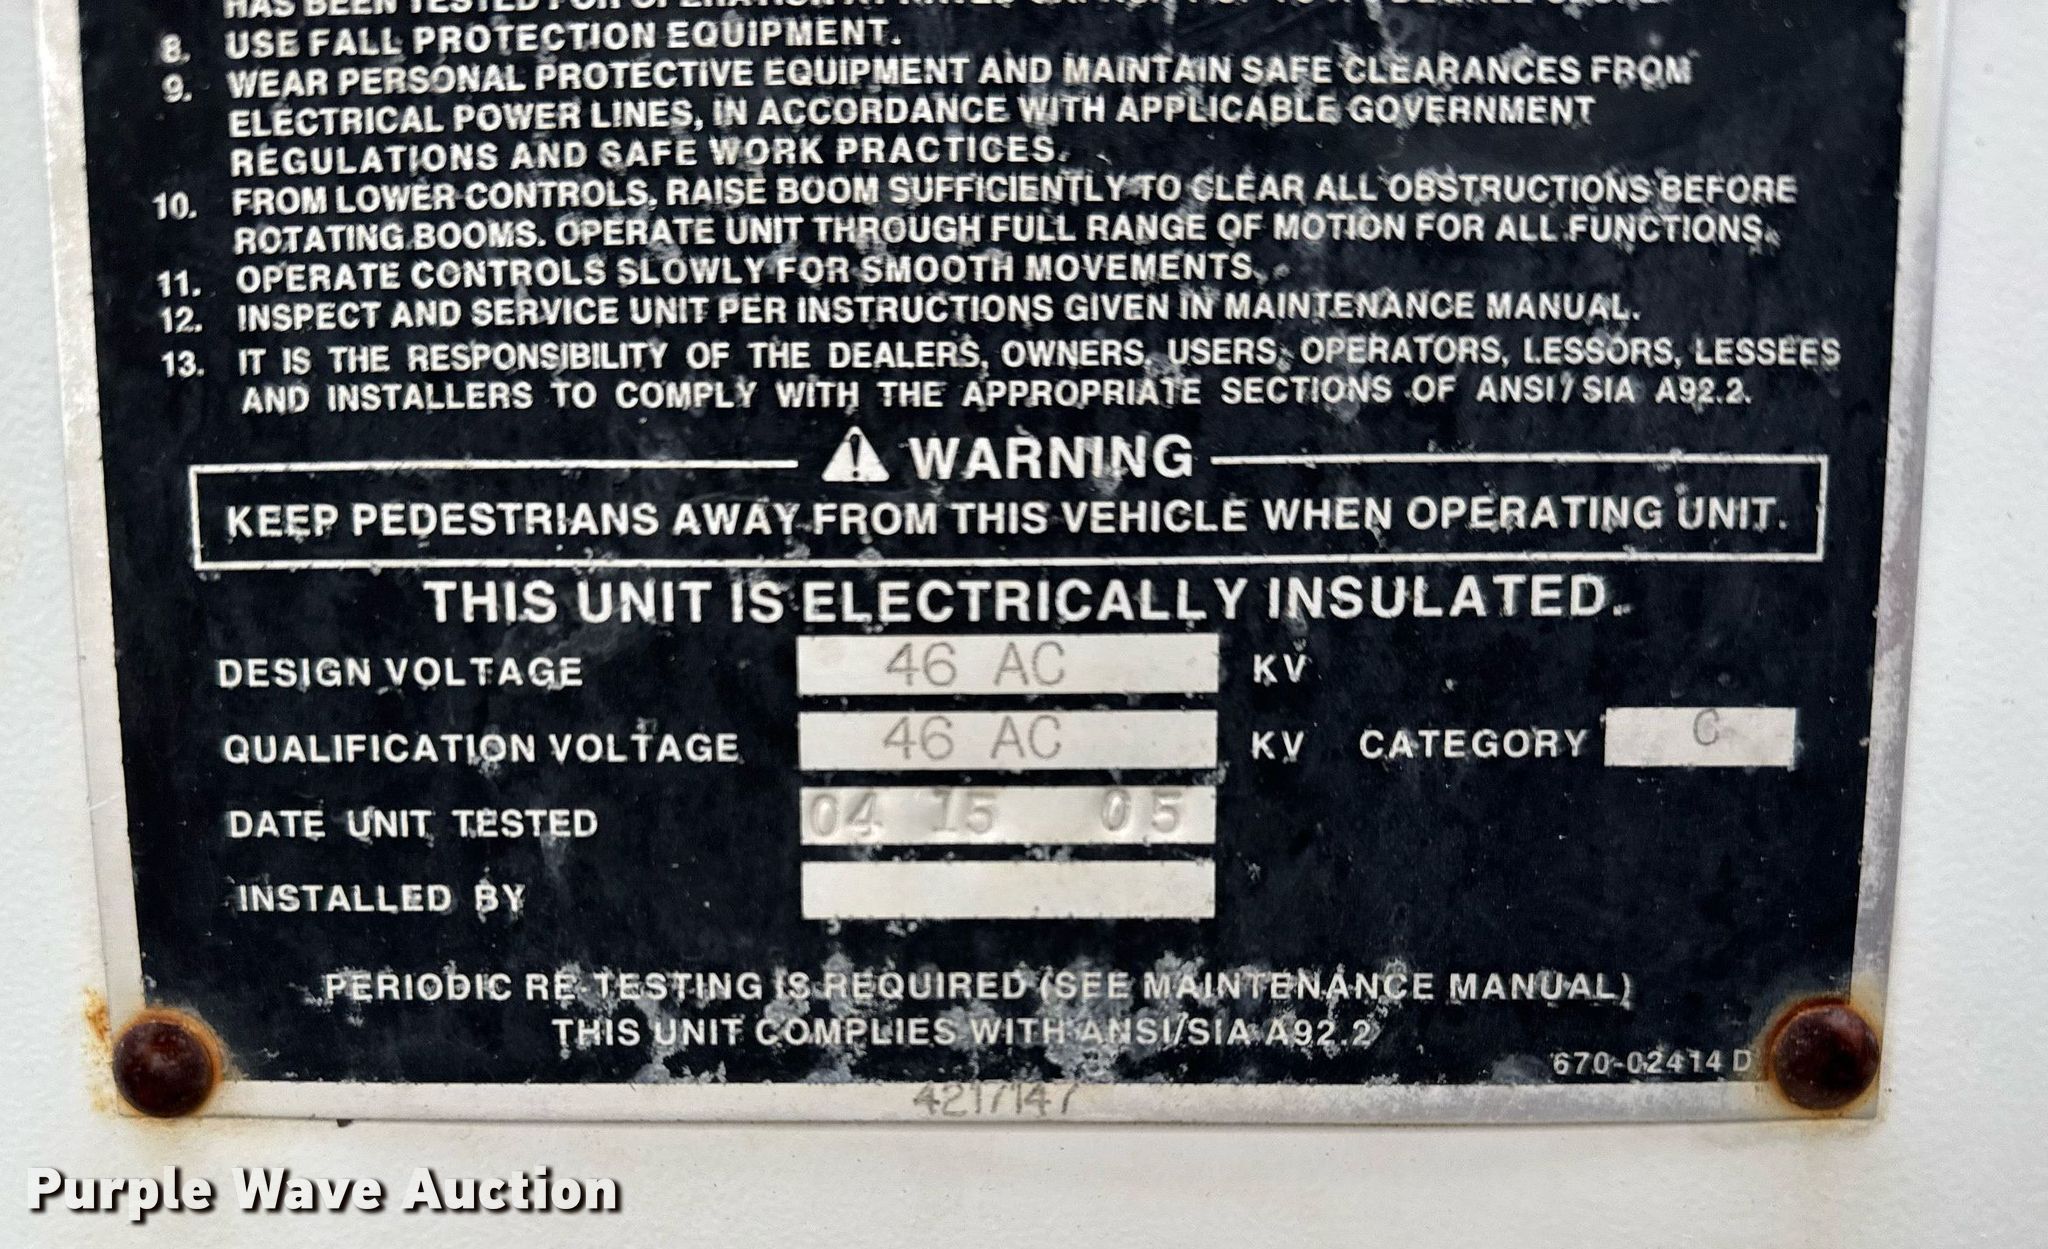 HAS BEEN TESTED FOR OPERATION AT RATED
8. USE FALL PROTECTION EQUIPMENT.
9. WEAR PERSONAL PROTECTIVE EQUIPMENT AND MAINTAIN SAFE CLEARANCES FROM
ELECTRICAL POWER LINES, IN ACCORDANCE WITH APPLICABLE GOVERNMENT
REGULATIONS AND SAFE WORK PRACTICES.
10. FROM LOWER CONTROLS, RAISE BOOM SUFFICIENTLY TO CLEAR ALL OBSTRUCTIONS BEFORE
ROTATING BOOMS. OPERATE UNIT THROUGH FULL RANGE OF MOTION FOR ALL FUNCTIONS.
11. OPERATE CONTROLS SLOWLY FOR SMOOTH MOVEMENTS.
12. INSPECT AND SERVICE UNIT PER INSTRUCTIONS GIVEN IN MAINTENANCE MANUAL.
13. IT IS THE RESPONSIBILITY OF THE DEALERS, OWNERS, USERS, OPERATORS, LESSORS, LESSEES
AND INSTALLERS TO COMPLY WITH THE APPROPRIATE SECTIONS OF ANSI/SIA A92.2.
WARNING
KEEP PEDESTRIANS AWAY FROM THIS VEHICLE WHEN OPERATING UNIT.
THIS UNIT IS ELECTRICALLY INSULATED.
DESIGN VOLTAGE 46 AC KV
QUALIFICATION VOLTAGE 46 AC KV CATEGORY C
DATE UNIT TESTED 04 15 05
INSTALLED BY
PERIODIC RE-TESTING IS REQUIRED (SEE MAINTENANCE MANUAL)
THIS UNIT COMPLIES WITH ANSI/SIA A92.2
670-02414 D
4217147
Purple Wave Auction